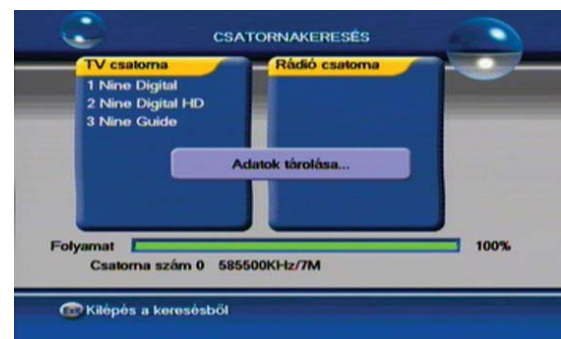 CSATORNAKERESÉS
TV csatorna
Rádió csatorna
1 Nine Digital
2 Nine Digital HD
3 Nine Guide
Adatok tárolása...
Folyamat
100%
Csatorna szám 0 585500KHz/7M
Kilépés a keresésből